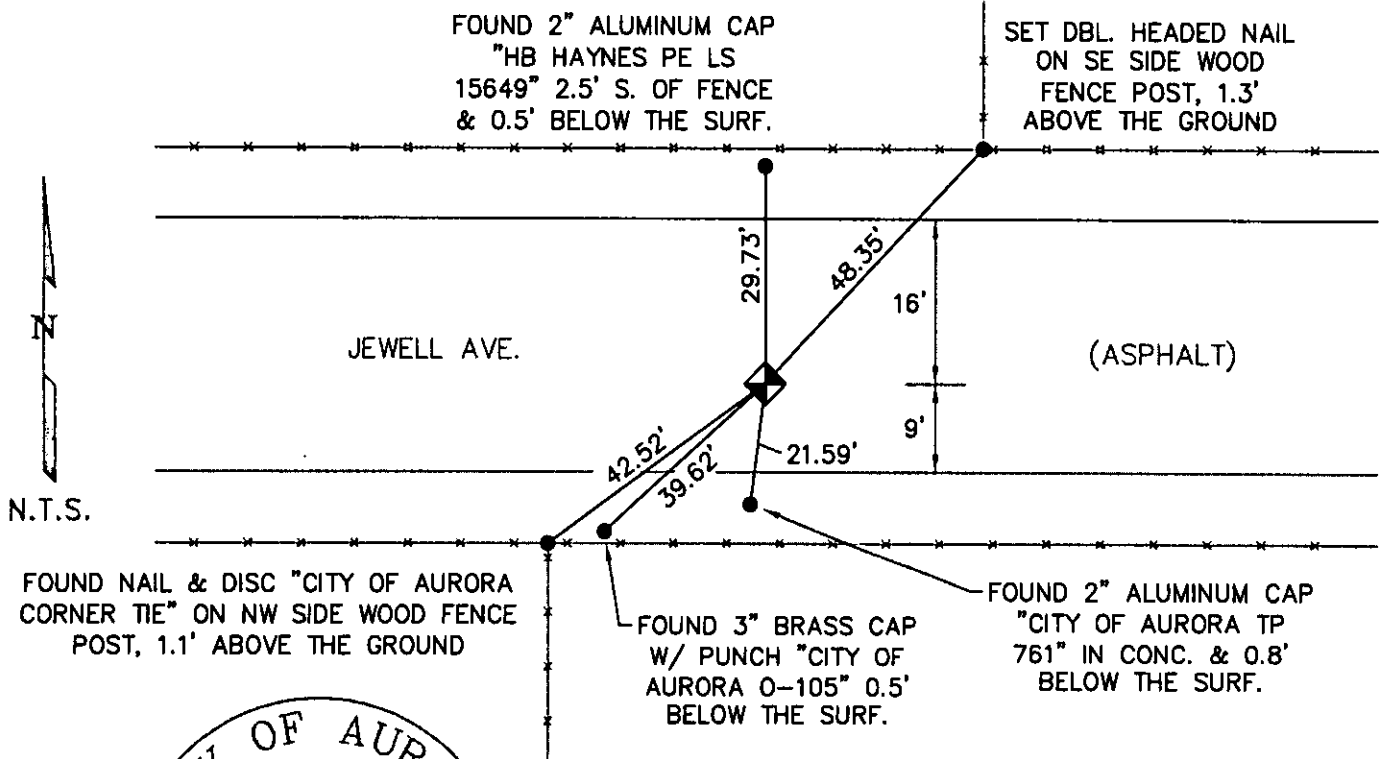 FOUND 2" ALUMINUM CAP
"HB HAYNES PE LS
15649" 2.5' S. OF FENCE
& 0.5' BELOW THE SURF.
SET DBL. HEADED NAIL
ON SE SIDE WOOD
FENCE POST, 1.3'
ABOVE THE GROUND
29.73'
48.35'
16'
N
JEWELL AVE.
(ASPHALT)
9'
42.52'
39.62'
21.59'
N.T.S.
FOUND NAIL & DISC "CITY OF AURORA
CORNER TIE" ON NW SIDE WOOD FENCE
POST, 1.1' ABOVE THE GROUND
FOUND 3" BRASS CAP
W/ PUNCH "CITY OF
AURORA O-105" 0.5'
BELOW THE SURF.
FOUND 2" ALUMINUM CAP
"CITY OF AURORA TP
761" IN CONC. & 0.8'
BELOW THE SURF.
OF AUR